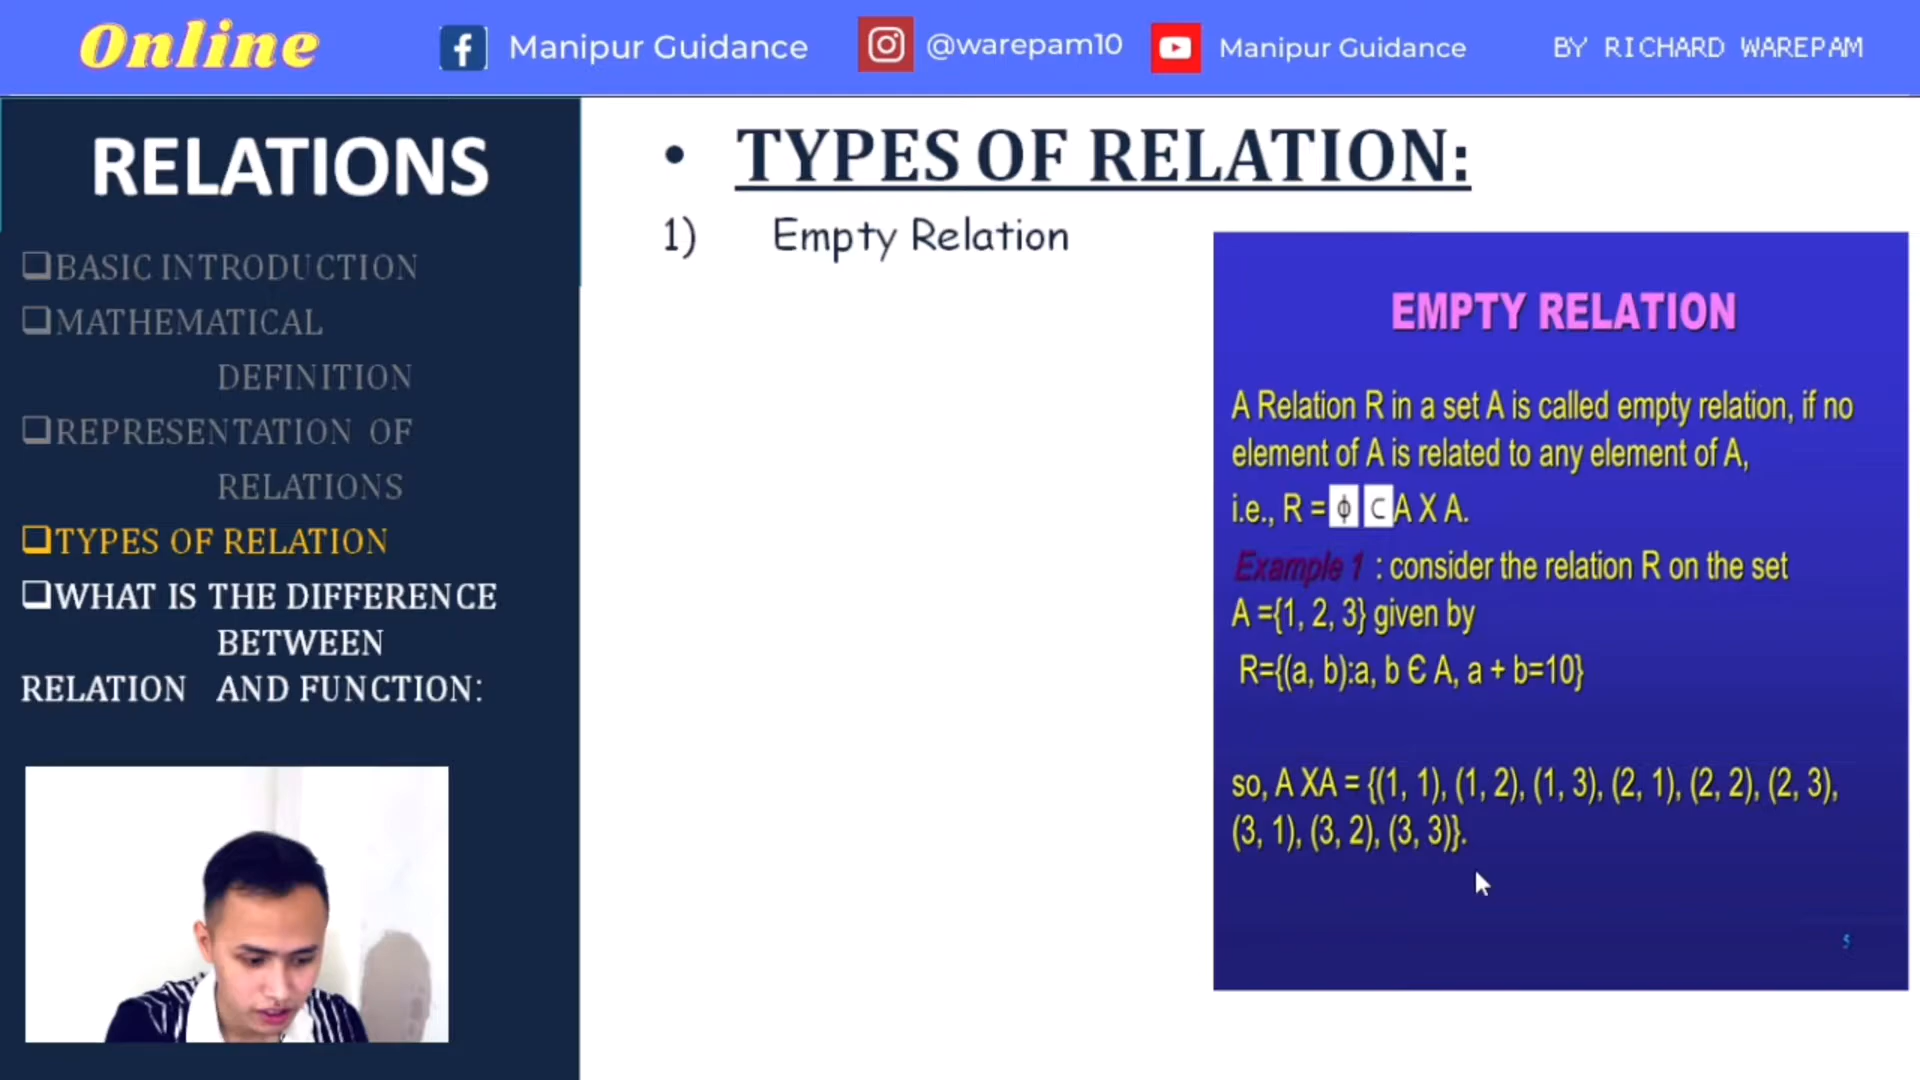 Online
Manipur Guidance
@warepam10
Manipur Guidance
BY RICHARD WAREPAM
RELATIONS
BASIC INTRODUCTION
MATHEMATICAL
DEFINITION
REPRESENTATION OF
RELATIONS
TYPES OF RELATION
WHAT IS THE DIFFERENCE
BETWEEN
RELATION AND FUNCTION:
• TYPES OF RELATION:
1) Empty Relation
EMPTY RELATION
A Relation R in a set A is called empty relation, if no
element of A is related to any element of A,
i.e., R = ϕ ⊂ A X A.
Example 1 : consider the relation R on the set
A ={1, 2, 3} given by
R={(a, b):a, b Є A, a + b=10}
so, A XA = {(1, 1), (1, 2), (1, 3), (2, 1), (2, 2), (2, 3),
(3, 1), (3, 2), (3, 3)}.
5